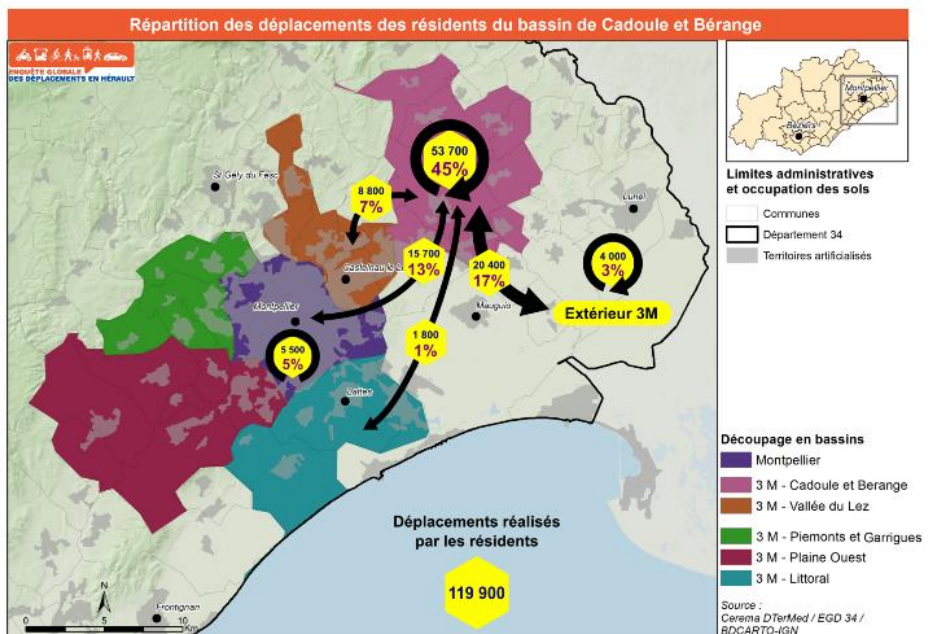 Répartition des déplacements des résidents du bassin de Cadoule et Bérange
ENQUÊTE GLOBALE
DES DÉPLACEMENTS EN HÉRAULT
Montpellier
Béziers
Limites administratives
et occupation des sols
Communes
Département 34
Territoires artificialisés
53 700
45%
St Gély du Fesc
8 800
7%
Lunel
15 700
13%
20 400
17%
4 000
3%
Castelnau le L
Montpellier
Mauguio
Extérieur 3M
1 800
1%
5 500
5%
Lattes
Découpage en bassins
Montpellier
3 M - Cadoule et Berange
3 M - Vallée du Lez
3 M - Piemonts et Garrigues
3 M - Plaine Ouest
3 M - Littoral
Déplacements réalisés
par les résidents
119 900
N
Frontignan
0 5 10
Km
Source :
Cerema DTerMed / EGD 34 /
BDCARTO-IGN